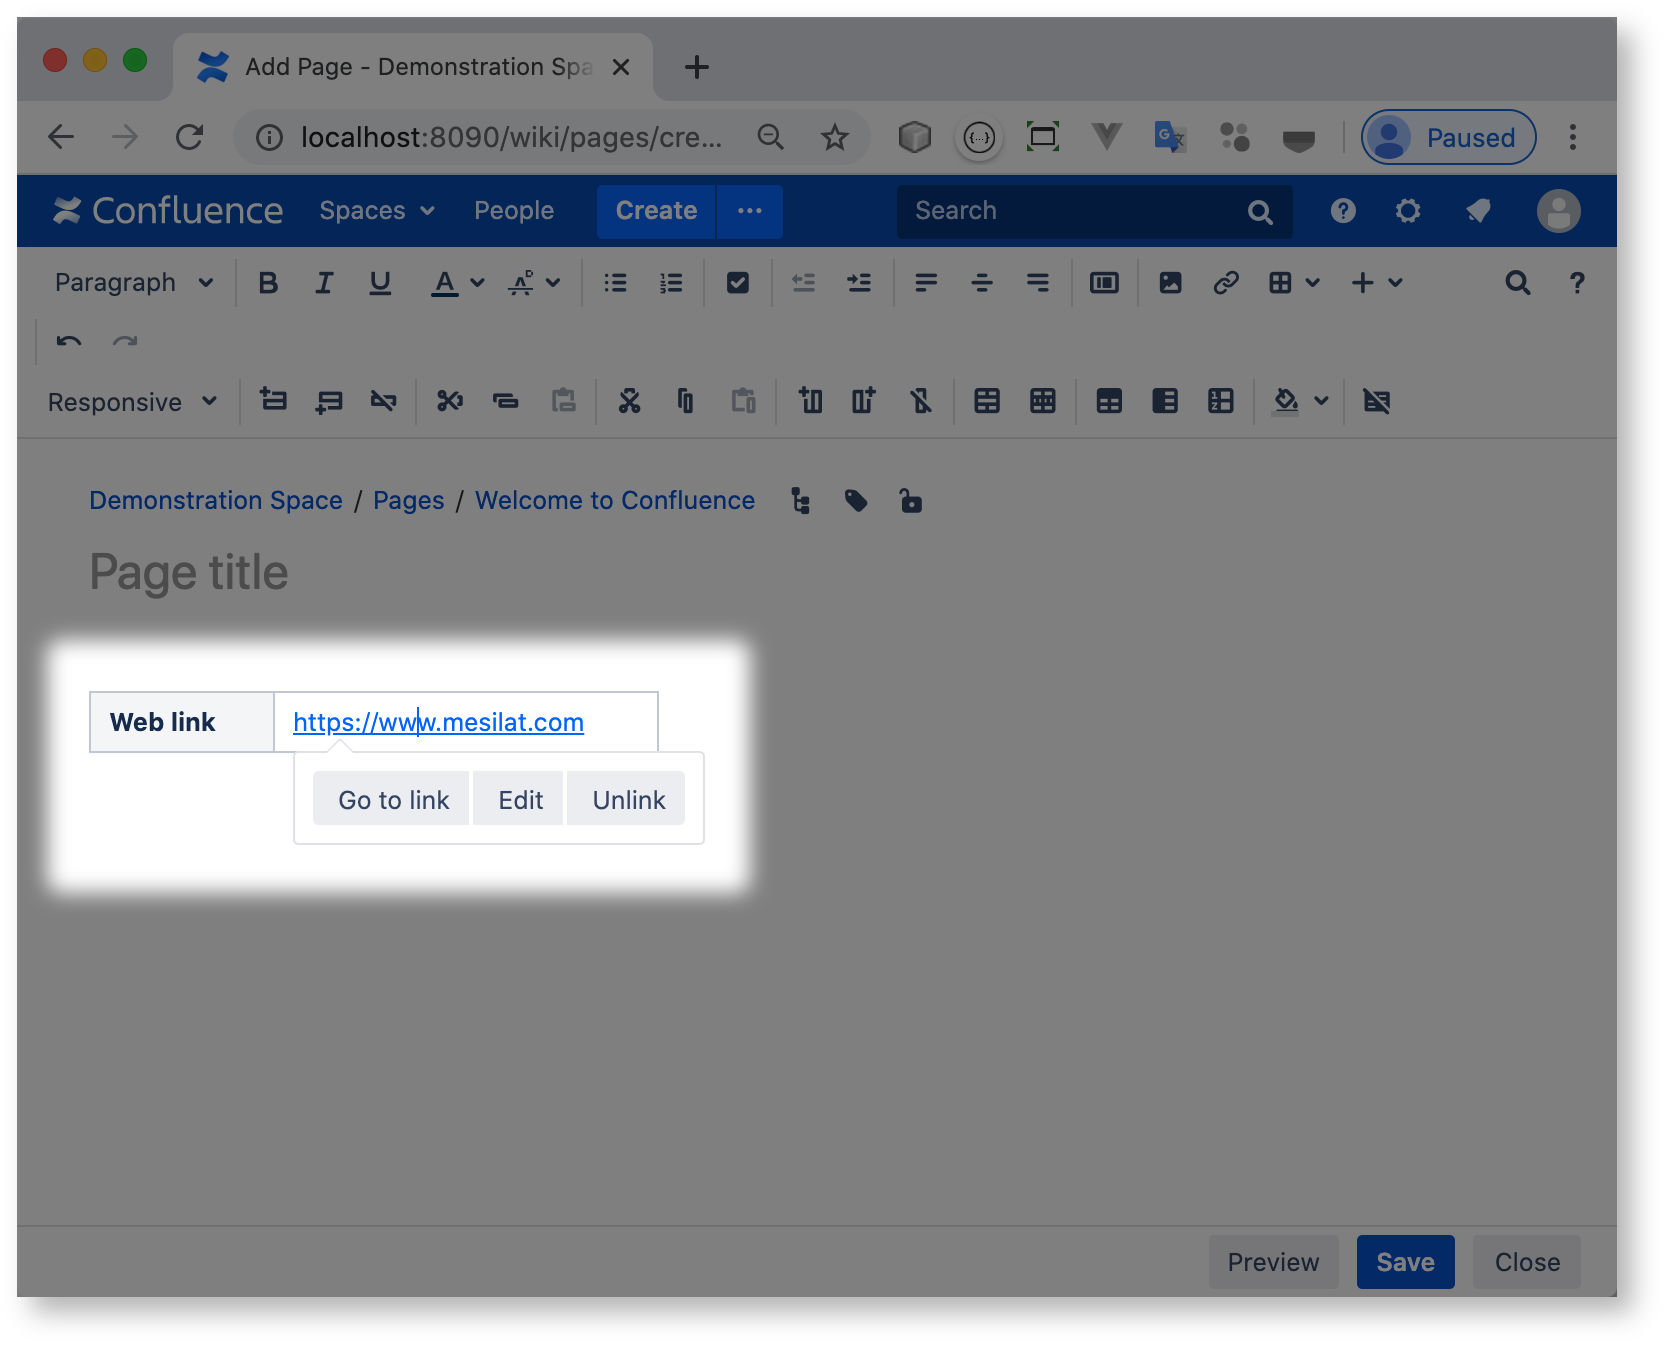 Add Page - Demonstration Spa
localhost:8090/wiki/pages/cre...
Paused
Confluence Spaces People Create Search
Paragraph
Responsive
Demonstration Space / Pages / Welcome to Confluence
Page title
Web link https://www.mesilat.com
Go to link Edit Unlink
Preview Save Close